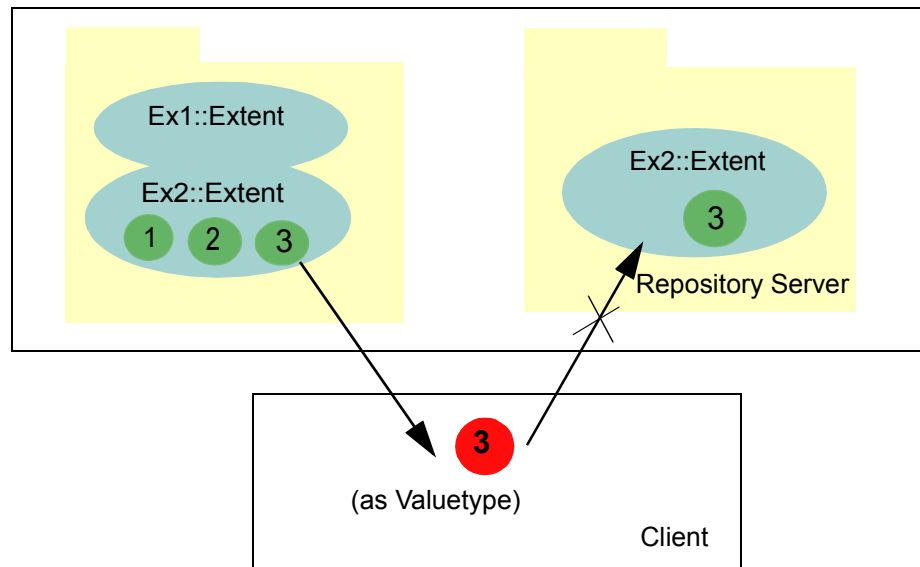 Ex1::Extent
Ex2::Extent
1 2 3
Ex2::Extent
3
Repository Server
3
(as Valuetype)
Client